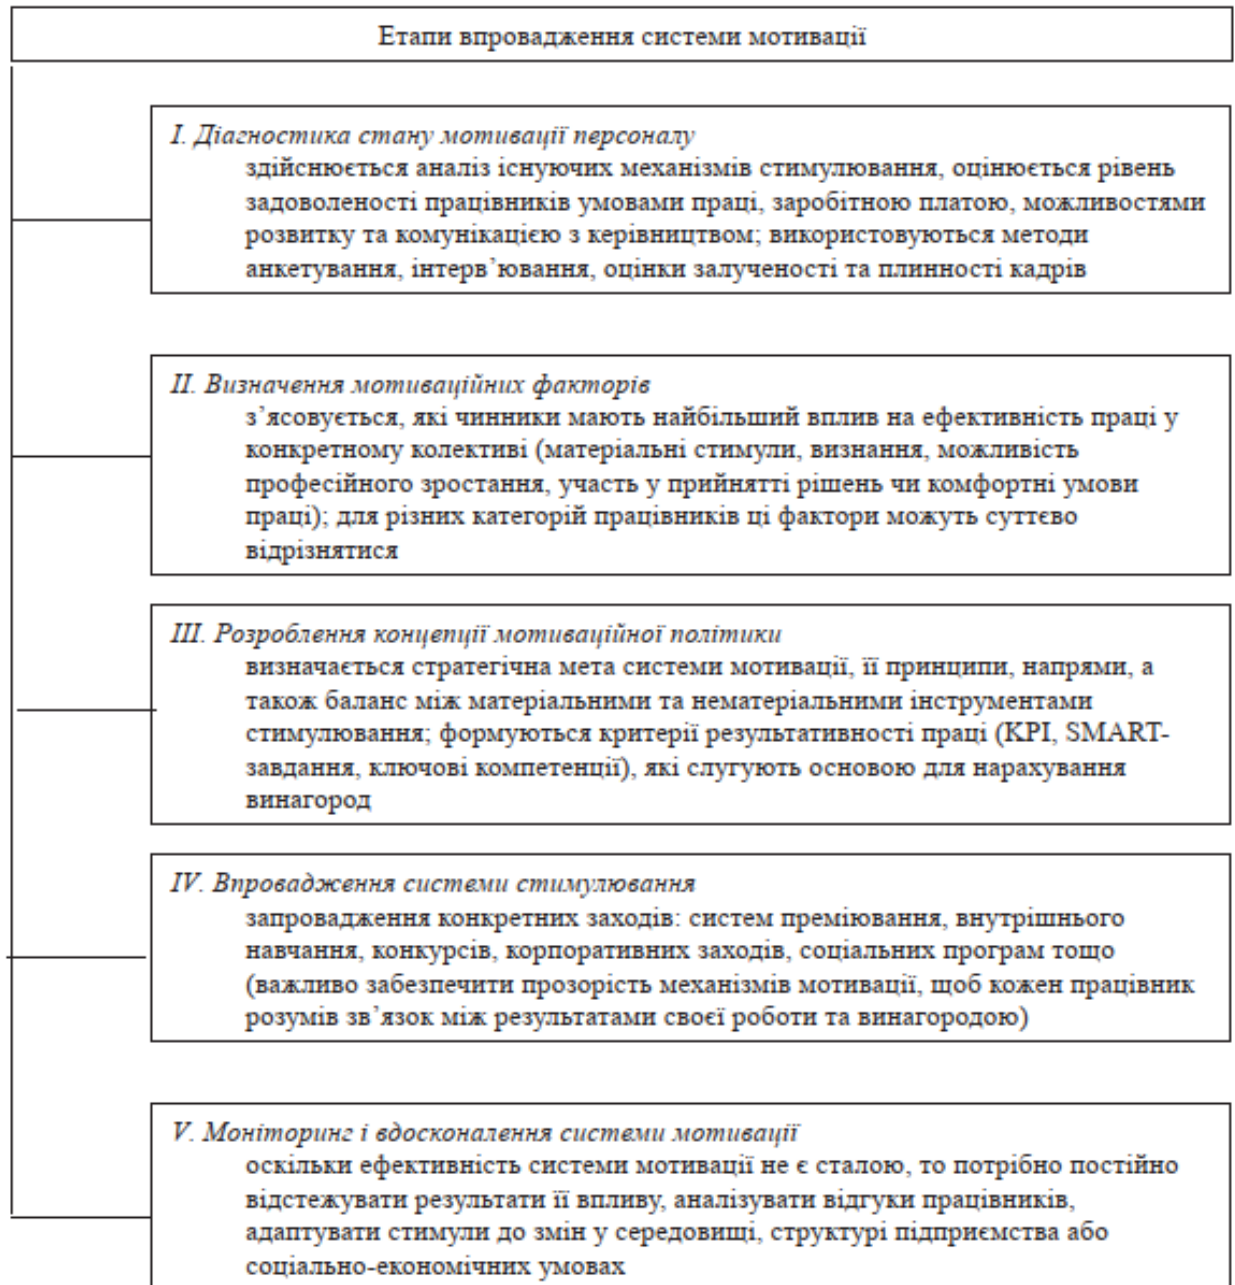 Етапи впровадження системи мотивації
I. Діагностика стану мотивації персоналу
здійснюється аналіз існуючих механізмів стимулювання, оцінюється рівень
задоволеності працівників умовами праці, заробітною платою, можливостями
розвитку та комунікацією з керівництвом; використовуються методи
анкетування, інтерв’ювання, оцінки залученості та плинності кадрів
II. Визначення мотиваційних факторів
з’ясовується, які чинники мають найбільший вплив на ефективність праці у
конкретному колективі (матеріальні стимули, визнання, можливість
професійного зростання, участь у прийнятті рішень чи комфортні умови
праці); для різних категорій працівників ці фактори можуть суттєво
відрізнятися
III. Розроблення концепції мотиваційної політики
визначається стратегічна мета системи мотивації, її принципи, напрями, а
також баланс між матеріальними та нематеріальними інструментами
стимулювання; формуються критерії результативності праці (KPI, SMART-
завдання, ключові компетенції), які слугують основою для нарахування
винагород
IV. Впровадження системи стимулювання
запровадження конкретних заходів: систем преміювання, внутрішнього
навчання, конкурсів, корпоративних заходів, соціальних програм тощо
(важливо забезпечити прозорість механізмів мотивації, щоб кожен працівник
розумів зв’язок між результатами своєї роботи та винагородою)
V. Моніторинг і вдосконалення системи мотивації
оскільки ефективність системи мотивації не є сталою, то потрібно постійно
відстежувати результати її впливу, аналізувати відгуки працівників,
адаптувати стимули до змін у середовищі, структурі підприємства або
соціально-економічних умовах